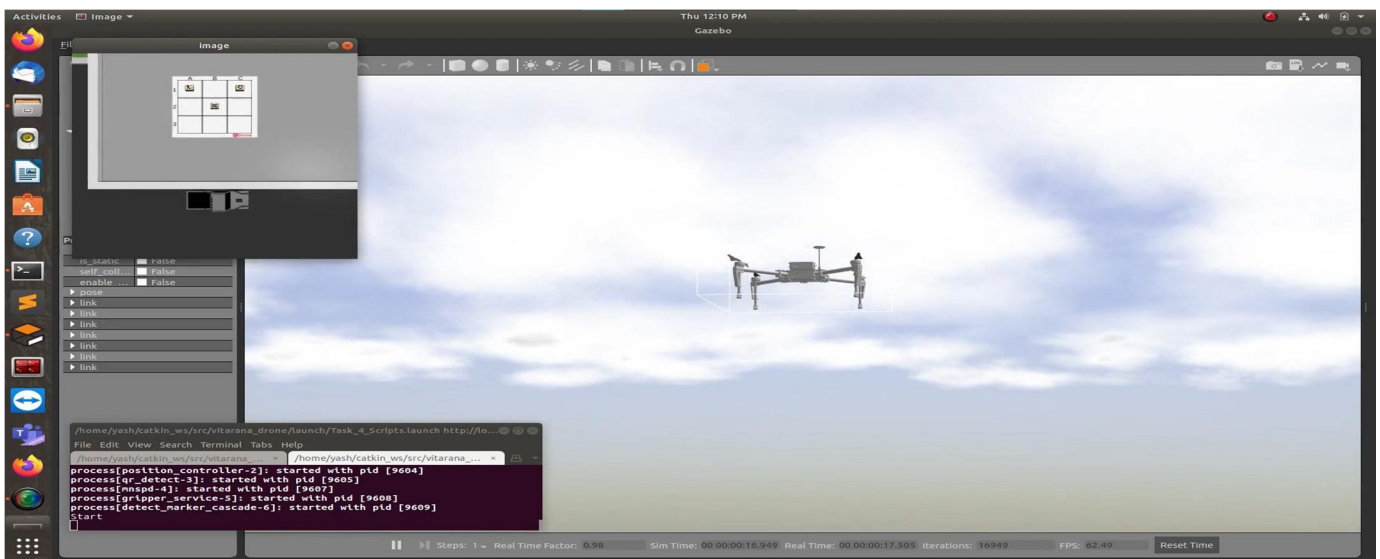 Activities
Image
Thu 12:10 PM
Gazebo
Image
A B C
1
2
3
is_static False
self_coll... False
enable ... False
pose
link
link
link
link
link
link
link
/home/yash/catkin_ws/src/vitarana_drone/launch/Task_4_Scripts.launch http://lo...
File Edit View Search Terminal Tabs Help
/home/yash/catkin_ws/src/vitarana_... × /home/yash/catkin_ws/src/vitarana_... ×
process[position_controller-2]: started with pid [9604]
process[qr_detect-3]: started with pid [9605]
process[mnspd-4]: started with pid [9607]
process[gripper_service-5]: started with pid [9608]
process[detect_marker_cascade-6]: started with pid [9609]
Start
Steps: 1 Real Time Factor: 0.98 Sim Time: 00 00:00:16.949 Real Time: 00 00:00:17.505 Iterations: 16949 FPS: 62.49 Reset Time